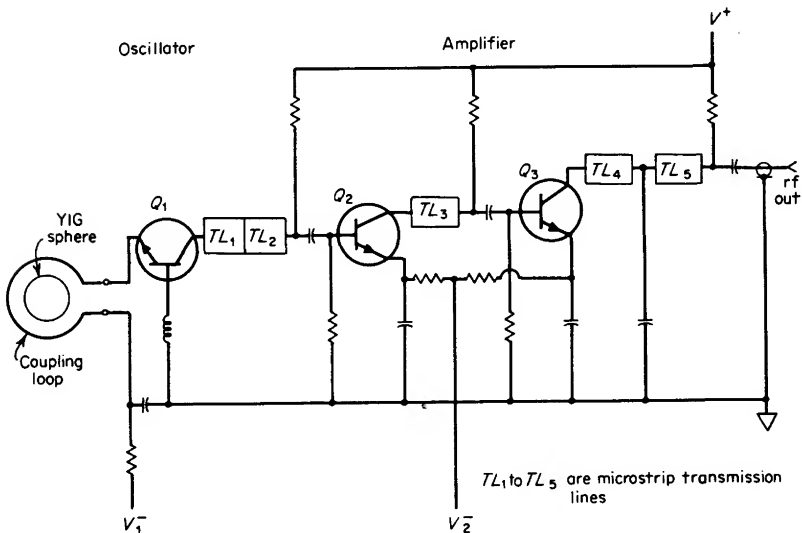 Oscillator
Amplifier
V⁺
Q₁
Q₂
Q₃
YIG
sphere
TL₁
TL₂
TL₃
TL₄
TL₅
rf
out
Coupling
loop
V₁⁻
V₂⁻
TL₁ to TL₅ are microstrip transmission
lines